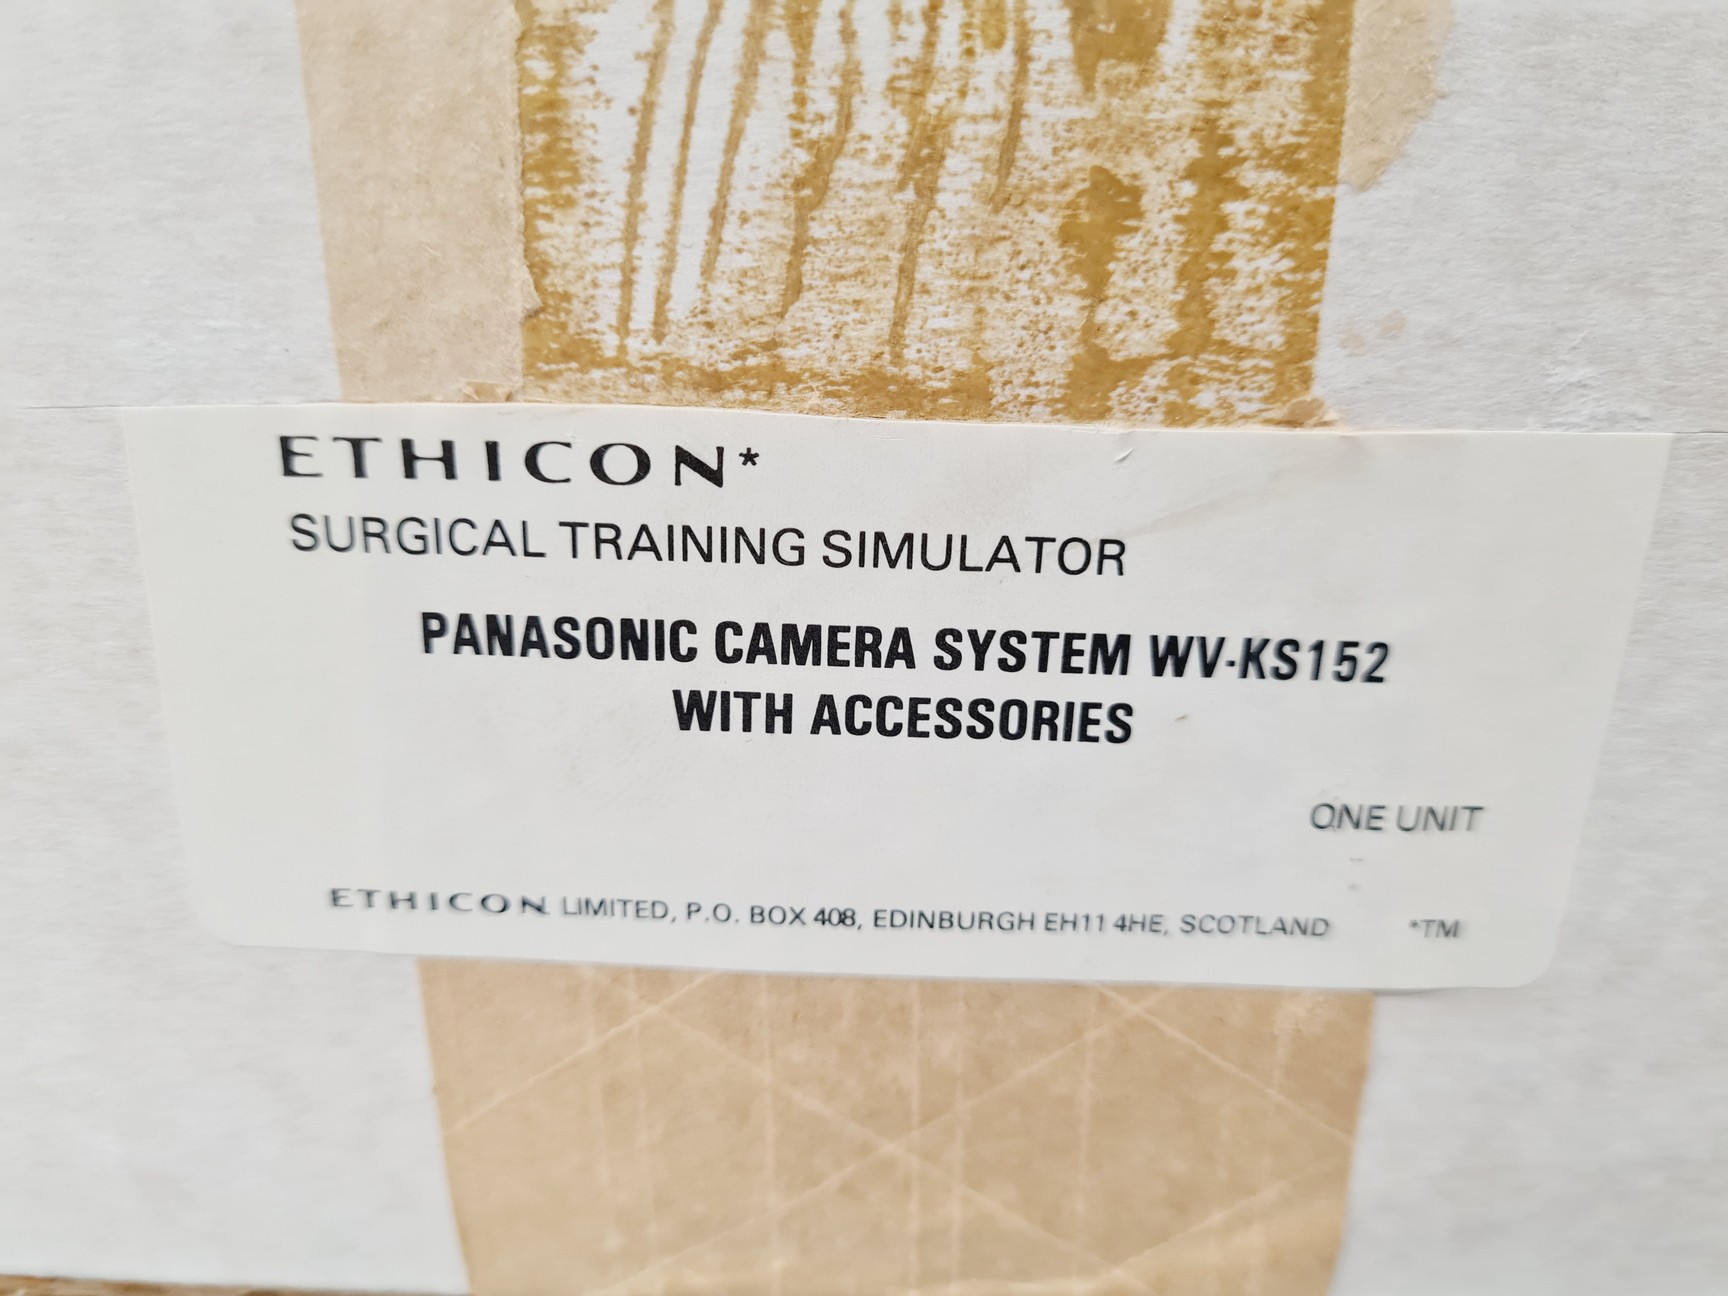 ETHICON*
SURGICAL TRAINING SIMULATOR
PANASONIC CAMERA SYSTEM WV-KS152
WITH ACCESSORIES
ONE UNIT
ETHICON LIMITED, P.O. BOX 408, EDINBURGH EH11 4HE, SCOTLAND *TM